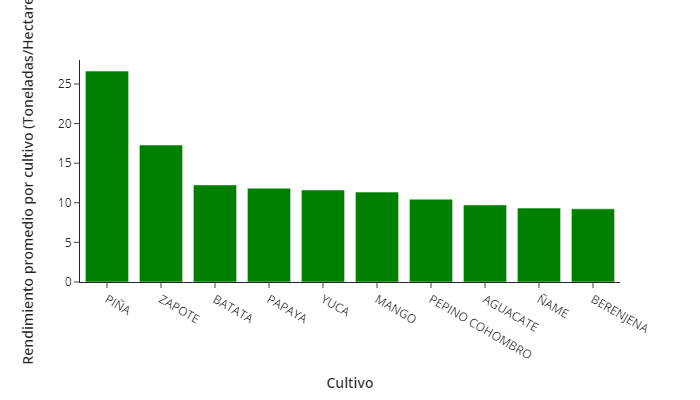 Rendimiento promedio por cultivo (Toneladas/Hectare
25
20
15
10
5
0
PIÑA
ZAPOTE
BATATA
PAPAYA
YUCA
MANGO
PEPINO COHOMBRO
AGUACATE
ÑAME
BERENJENA
Cultivo